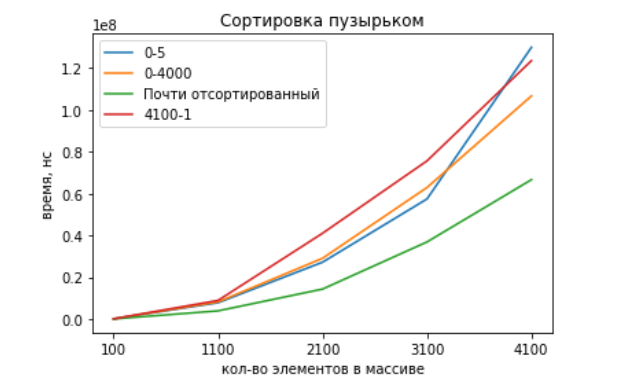 Сортировка пузырьком
1e8
0-5
0-4000
Почти отсортированный
4100-1
1.2
1.0
0.8
0.6
0.4
0.2
0.0
время, нс
100 1100 2100 3100 4100
кол-во элементов в массиве